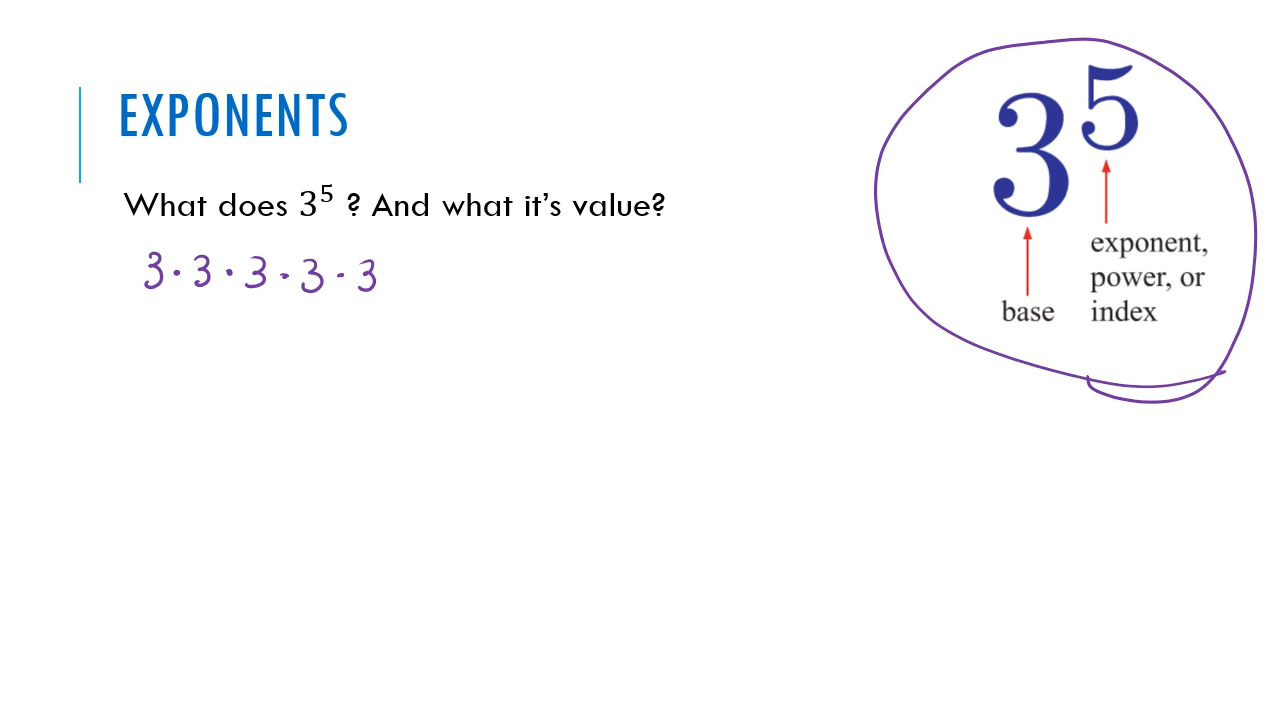 EXPONENTS
What does 3⁵ ? And what it's value?
3 · 3 · 3 · 3 · 3
3⁵
base
exponent,
power, or
index